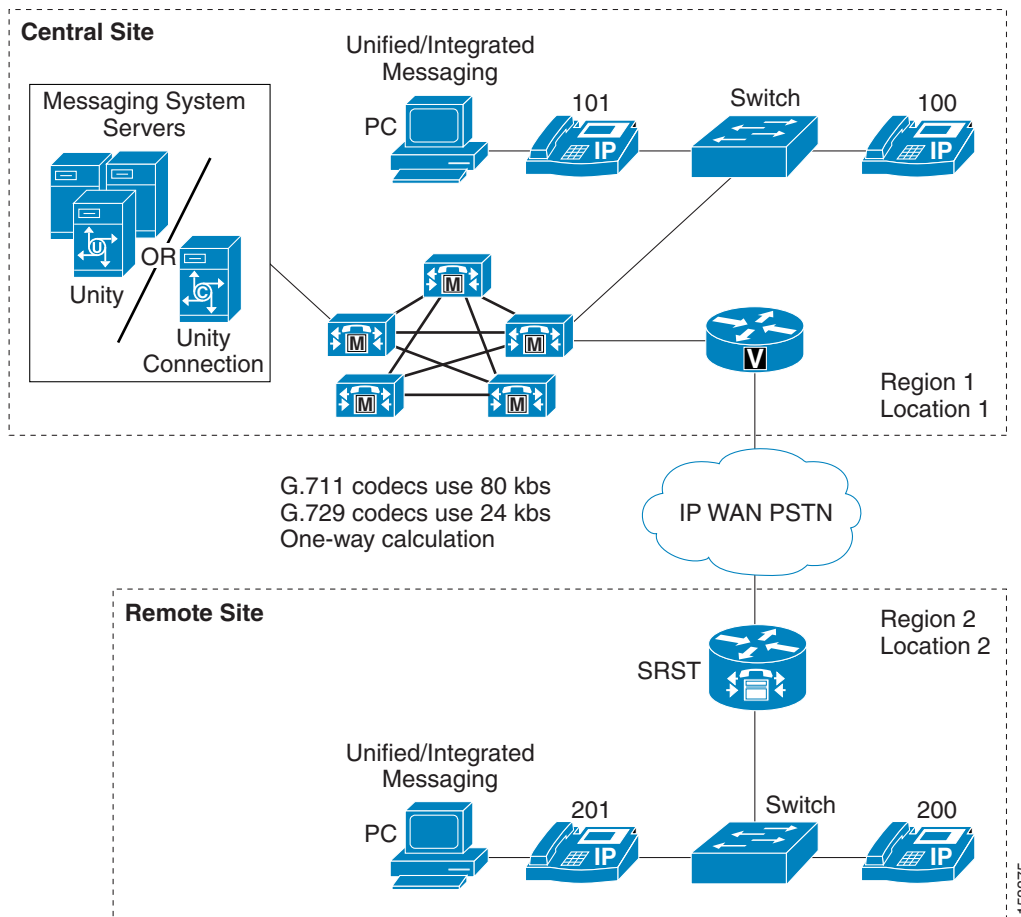 Central Site
Unified/Integrated
Messaging
Messaging System
Servers
PC
101
IP
Switch
100
IP
U
OR
Unity
C
Unity
Connection
M
M
M
M
M
V
Region 1
Location 1
G.711 codecs use 80 kbs
G.729 codecs use 24 kbs
One-way calculation
IP WAN PSTN
Remote Site
Region 2
Location 2
SRST
Unified/Integrated
Messaging
PC
201
IP
Switch
200
IP